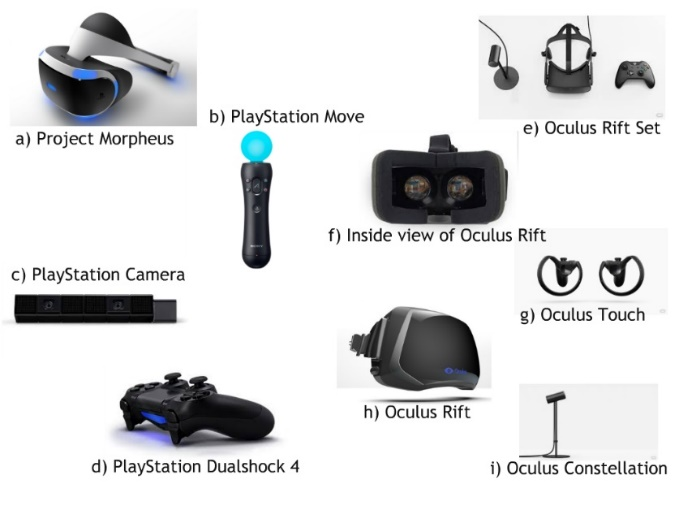 a) Project Morpheus
b) PlayStation Move
c) PlayStation Camera
d) PlayStation Dualshock 4
e) Oculus Rift Set
f) Inside view of Oculus Rift
g) Oculus Touch
h) Oculus Rift
i) Oculus Constellation